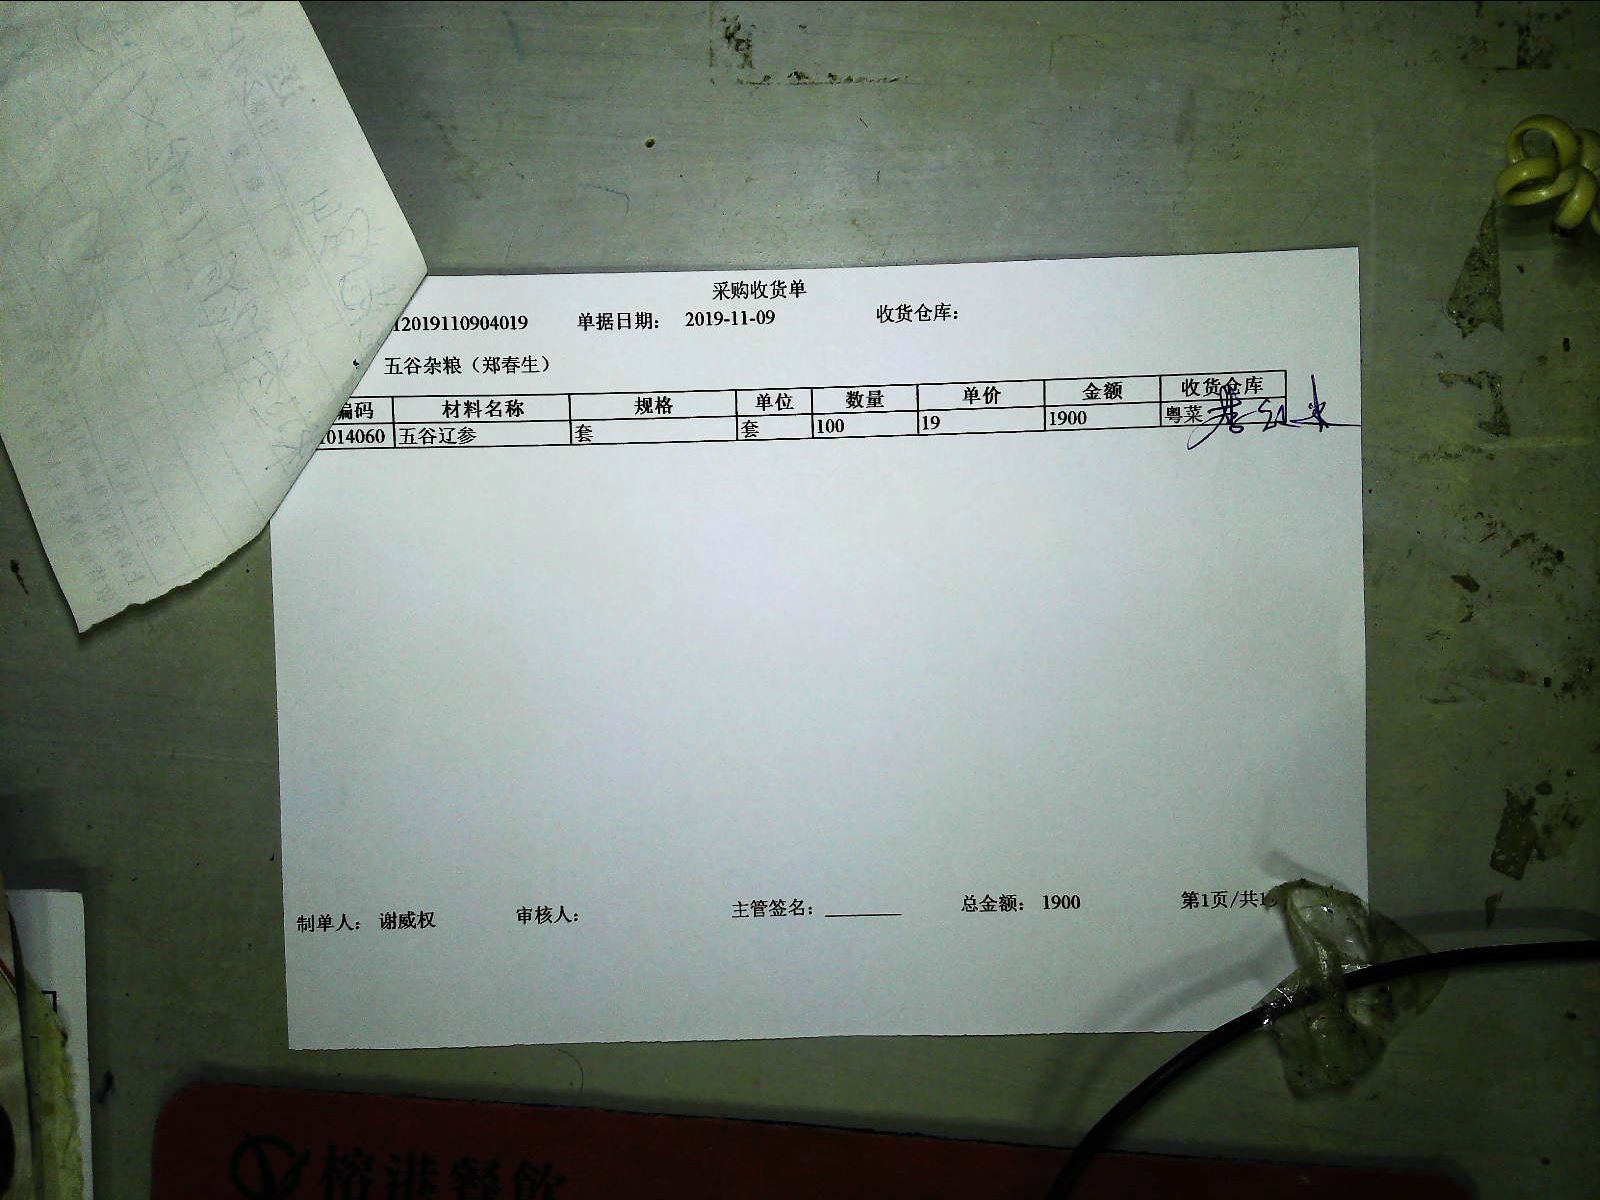 采购收货单
12019110904019 单据日期： 2019-11-09 收货仓库：
五谷杂粮（郑春生）
编码 材料名称 规格 单位 数量 单价 金额 收货仓库
1014060 五谷辽参 套 套 100 19 1900 粤菜
制单人： 谢威权 审核人： 主管签名： 总金额： 1900 第1页/共1
榕港餐飲